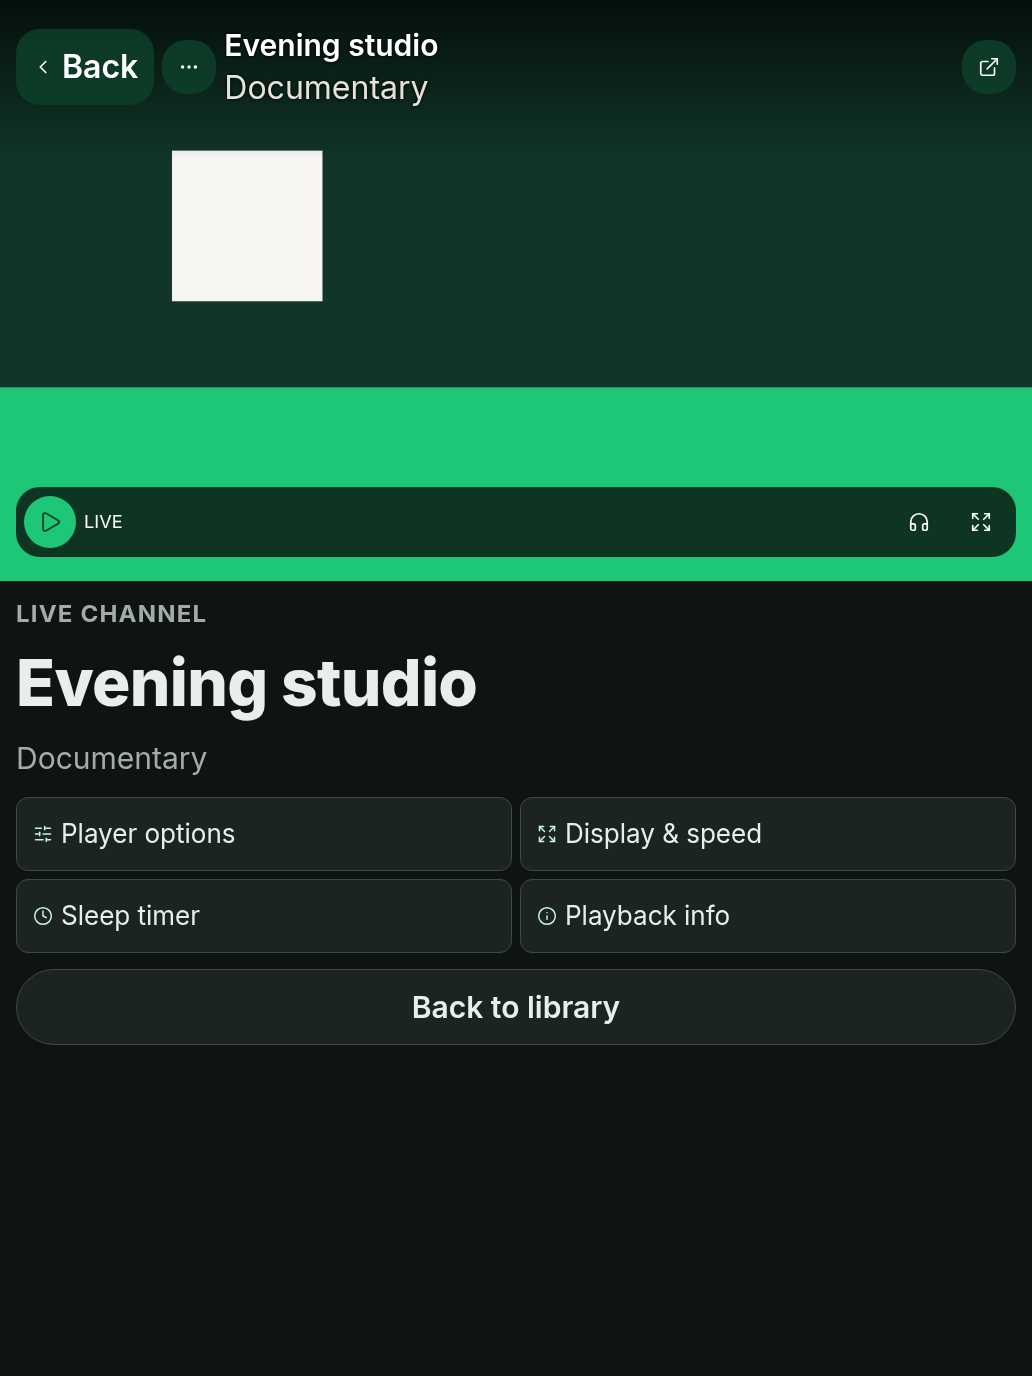 Back
Evening studio
Documentary
LIVE
LIVE CHANNEL
Evening studio
Documentary
Player options
Display & speed
Sleep timer
Playback info
Back to library